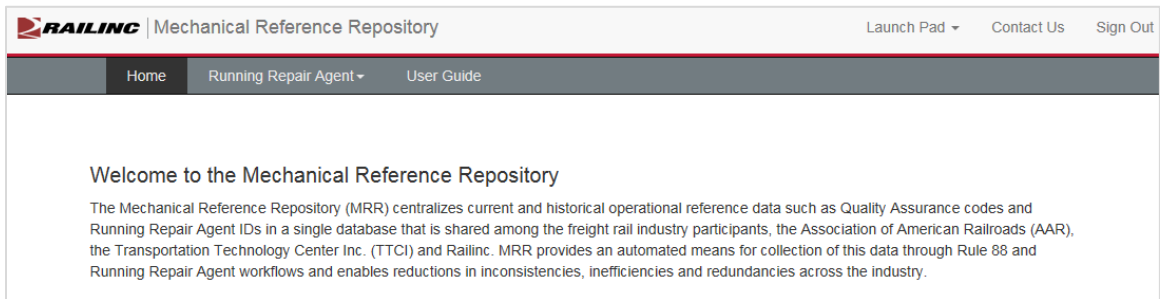 RAILINC Mechanical Reference Repository Launch Pad Contact Us Sign Out
Home Running Repair Agent User Guide
Welcome to the Mechanical Reference Repository
The Mechanical Reference Repository (MRR) centralizes current and historical operational reference data such as Quality Assurance codes and
Running Repair Agent IDs in a single database that is shared among the freight rail industry participants, the Association of American Railroads (AAR),
the Transportation Technology Center Inc. (TTCI) and Railinc. MRR provides an automated means for collection of this data through Rule 88 and
Running Repair Agent workflows and enables reductions in inconsistencies, inefficiencies and redundancies across the industry.